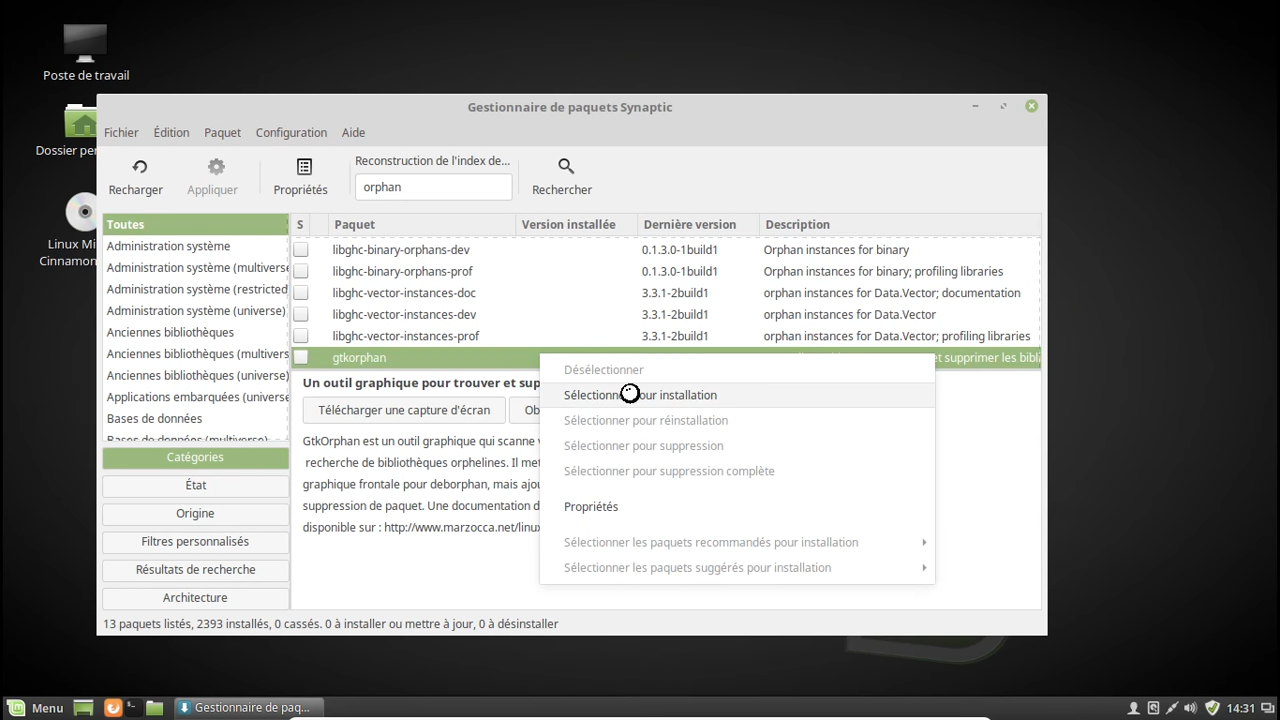 Poste de travail
Dossier per
Linux Mi
Cinnamon
Gestionnaire de paquets Synaptic
Fichier Édition Paquet Configuration Aide
Recharger Appliquer Propriétés
Reconstruction de l'index de...
orphan
Rechercher
Toutes
Administration système
Administration système (multiverse
Administration système (restricted
Administration système (universe)
Anciennes bibliothèques
Anciennes bibliothèques (multivers
Anciennes bibliothèques (universe)
Applications embarquées (universe
Bases de données
Bases de données (multiverse)
Catégories
État
Origine
Filtres personnalisés
Résultats de recherche
Architecture
S Paquet Version installée Dernière version Description
libghc-binary-orphans-dev 0.1.3.0-1build1 Orphan instances for binary
libghc-binary-orphans-prof 0.1.3.0-1build1 Orphan instances for binary; profiling libraries
libghc-vector-instances-doc 3.3.1-2build1 orphan instances for Data.Vector; documentation
libghc-vector-instances-dev 3.3.1-2build1 orphan instances for Data.Vector
libghc-vector-instances-prof 3.3.1-2build1 orphan instances for Data.Vector; profiling libraries
gtkorphan et supprimer les bibl
Un outil graphique pour trouver et sup
Télécharger une capture d'écran Ob
GtkOrphan est un outil graphique qui scanne v
recherche de bibliothèques orphelines. Il met
graphique frontale pour deborphan, mais ajou
suppression de paquet. Une documentation d
disponible sur : http://www.marzocca.net/linux
Désélectionner
Sélectionner pour installation
Sélectionner pour réinstallation
Sélectionner pour suppression
Sélectionner pour suppression complète
Propriétés
Sélectionner les paquets recommandés pour installation
Sélectionner les paquets suggérés pour installation
13 paquets listés, 2393 installés, 0 cassés. 0 à installer ou mettre à jour, 0 à désinstaller
Menu Gestionnaire de paq... 14:31